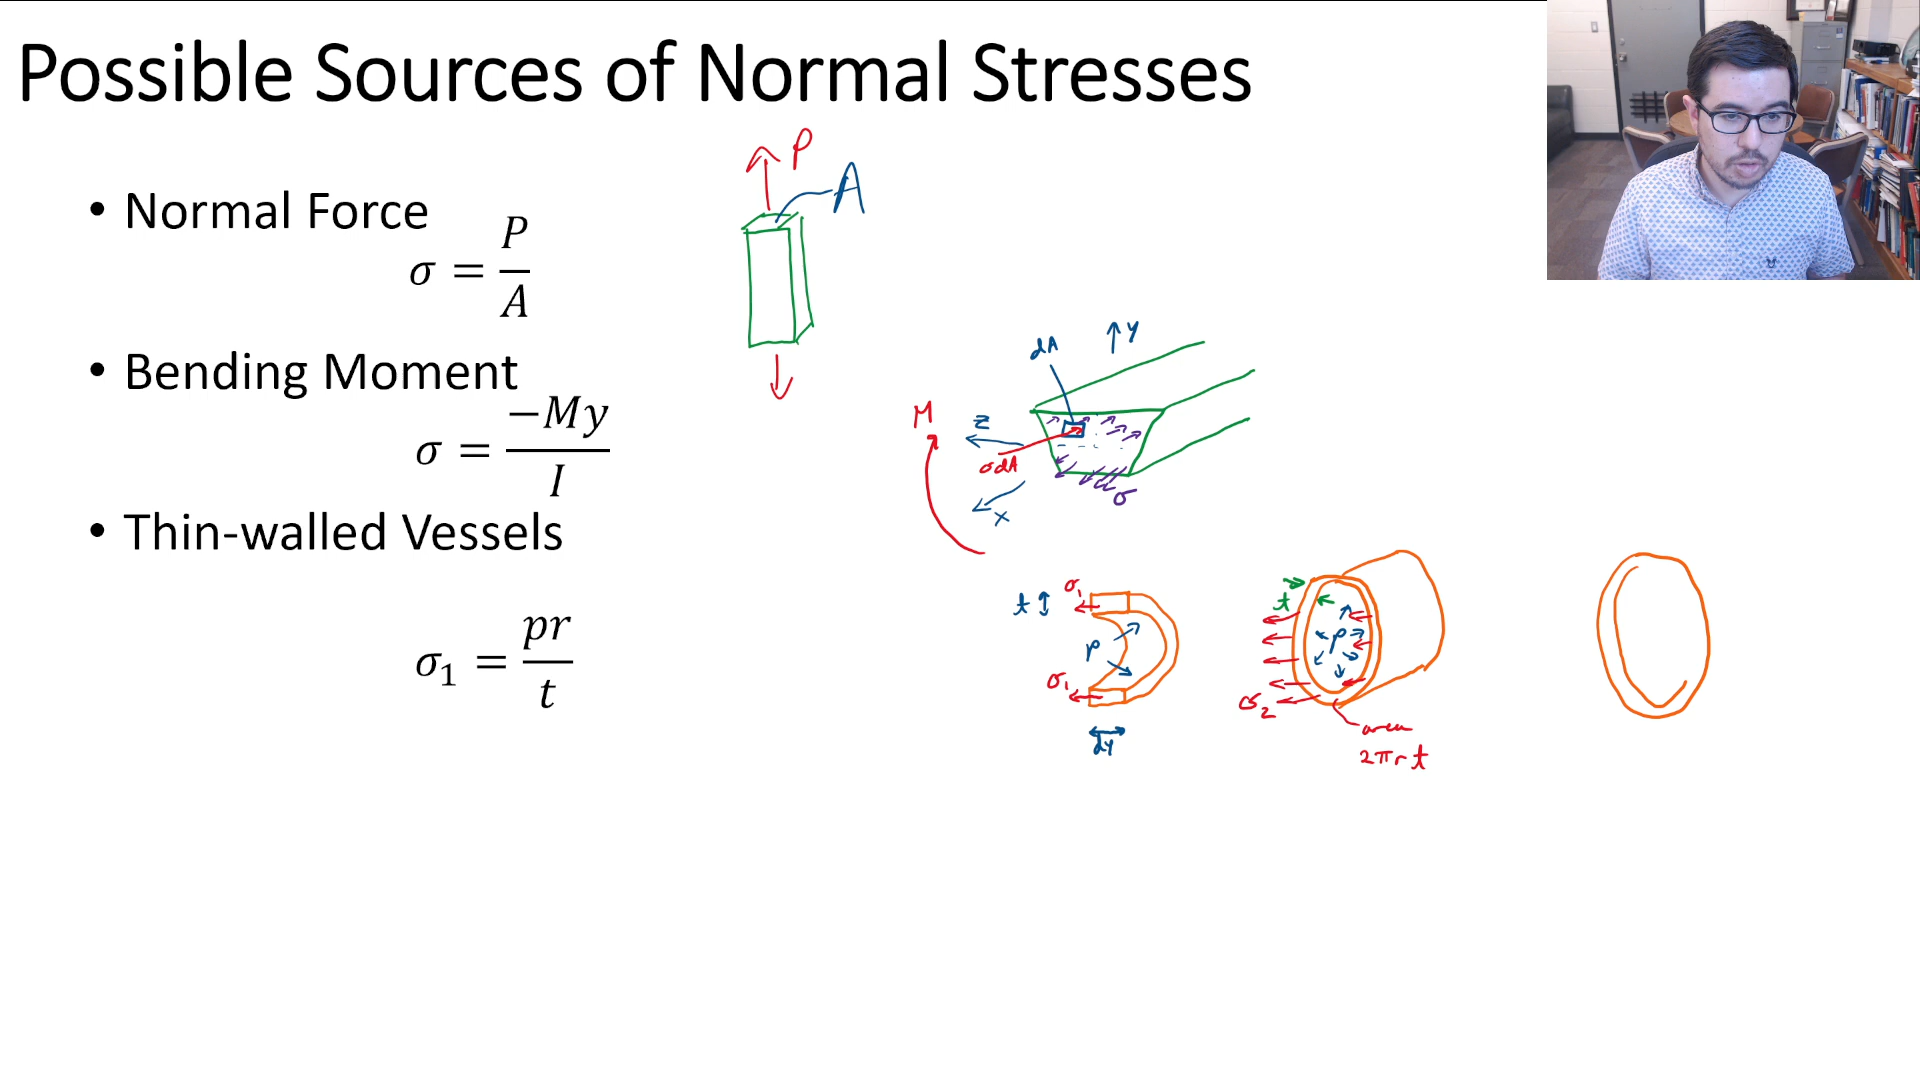 Possible Sources of Normal Stresses
• Normal Force
σ = P/A
• Bending Moment
σ = −My/I
• Thin-walled Vessels
σ₁ = pr/t
P
A
dA
y
M
z
σdA
x
σ
t
σ₁
p
σ₁
dy
t
p
σ₂
area
2πrt